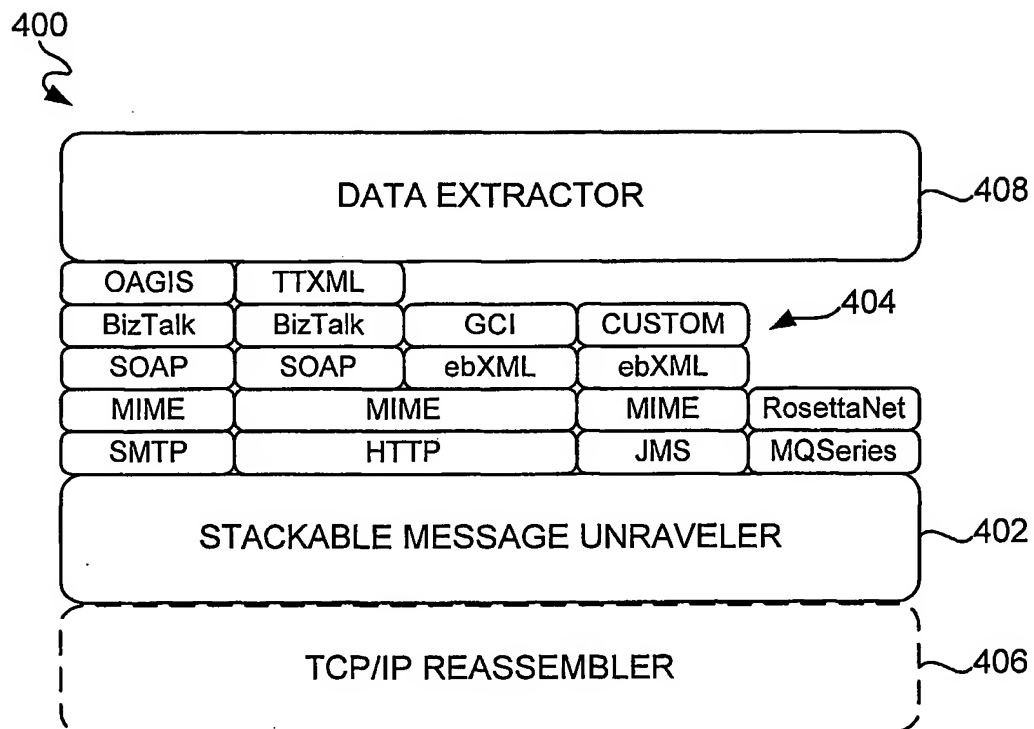 400
DATA EXTRACTOR 408
OAGIS TTXML
BizTalk BizTalk GCI CUSTOM 404
SOAP SOAP ebXML ebXML
MIME MIME MIME RosettaNet
SMTP HTTP JMS MQSeries
STACKABLE MESSAGE UNRAVELER 402
TCP/IP REASSEMBLER 406